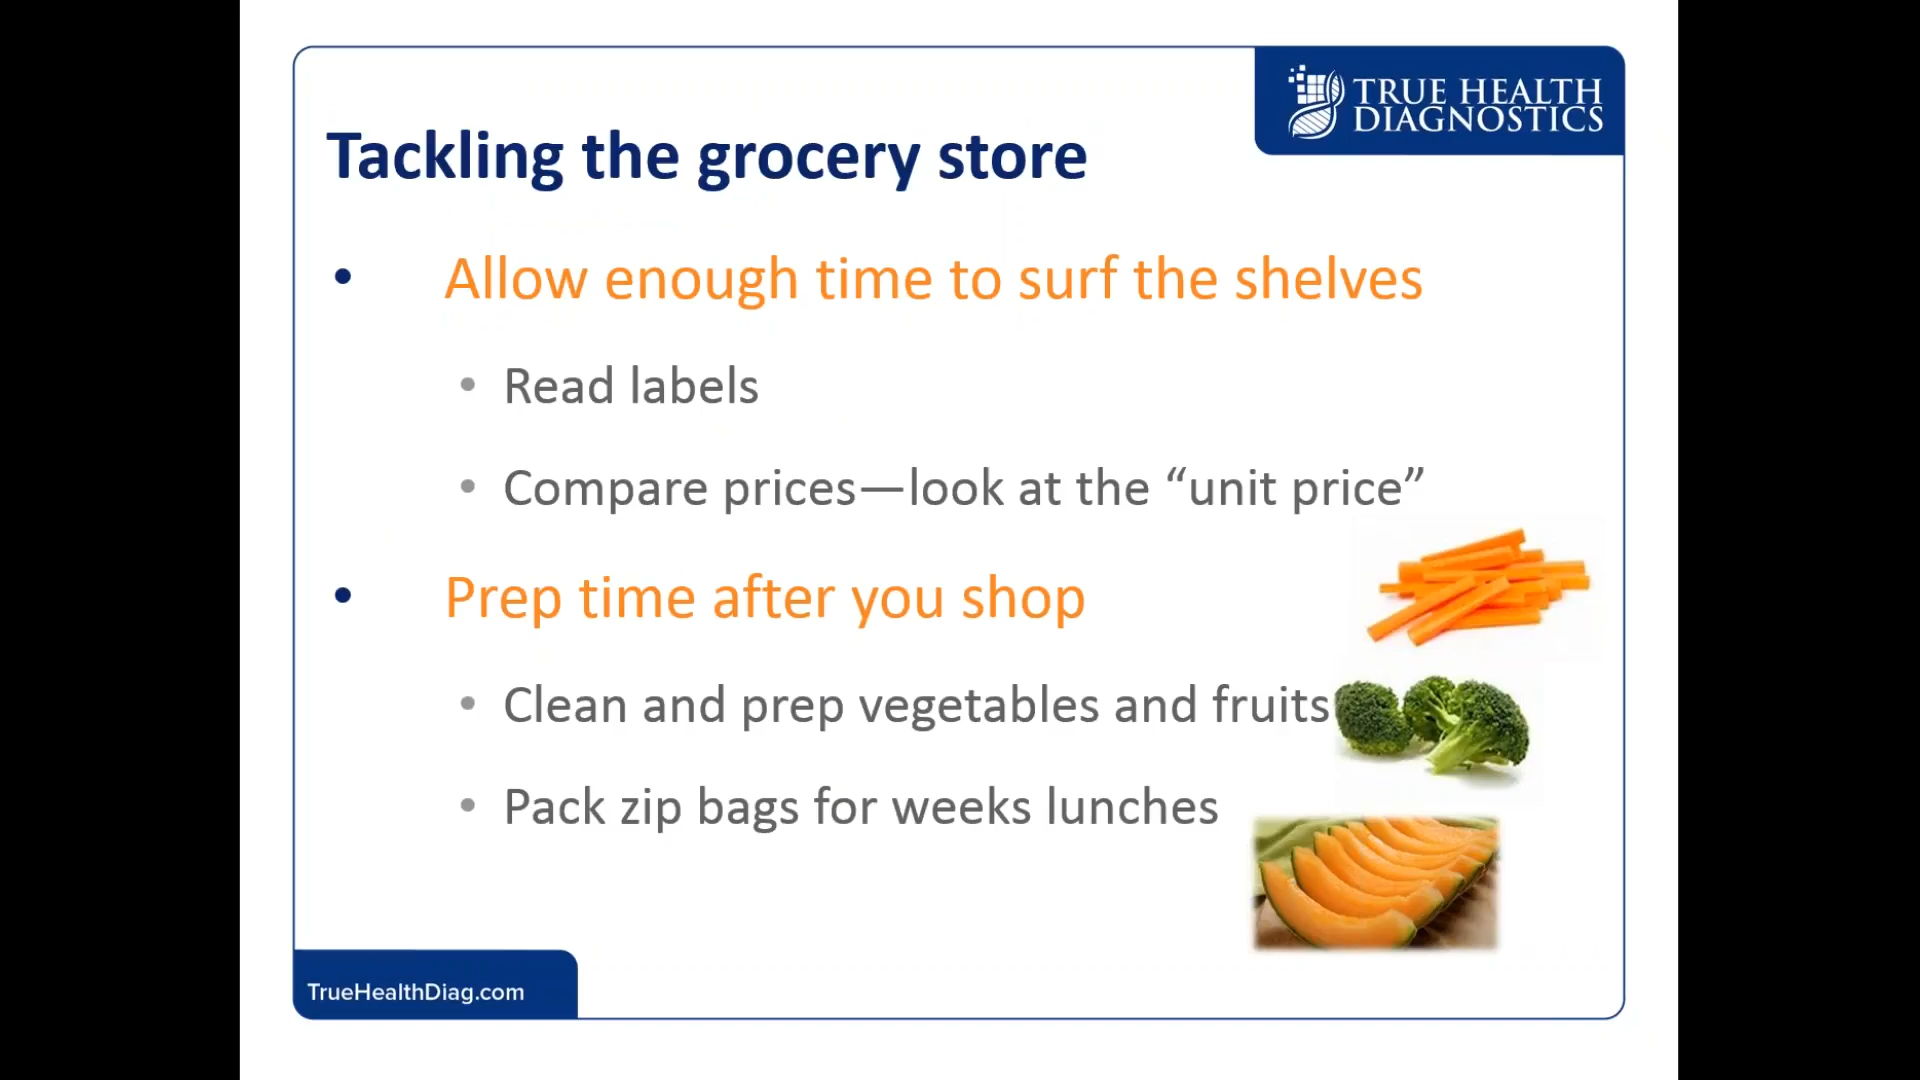 TRUE HEALTH
DIAGNOSTICS
Tackling the grocery store
• Allow enough time to surf the shelves
• Read labels
• Compare prices—look at the “unit price”
• Prep time after you shop
• Clean and prep vegetables and fruits
• Pack zip bags for weeks lunches
TrueHealthDiag.com